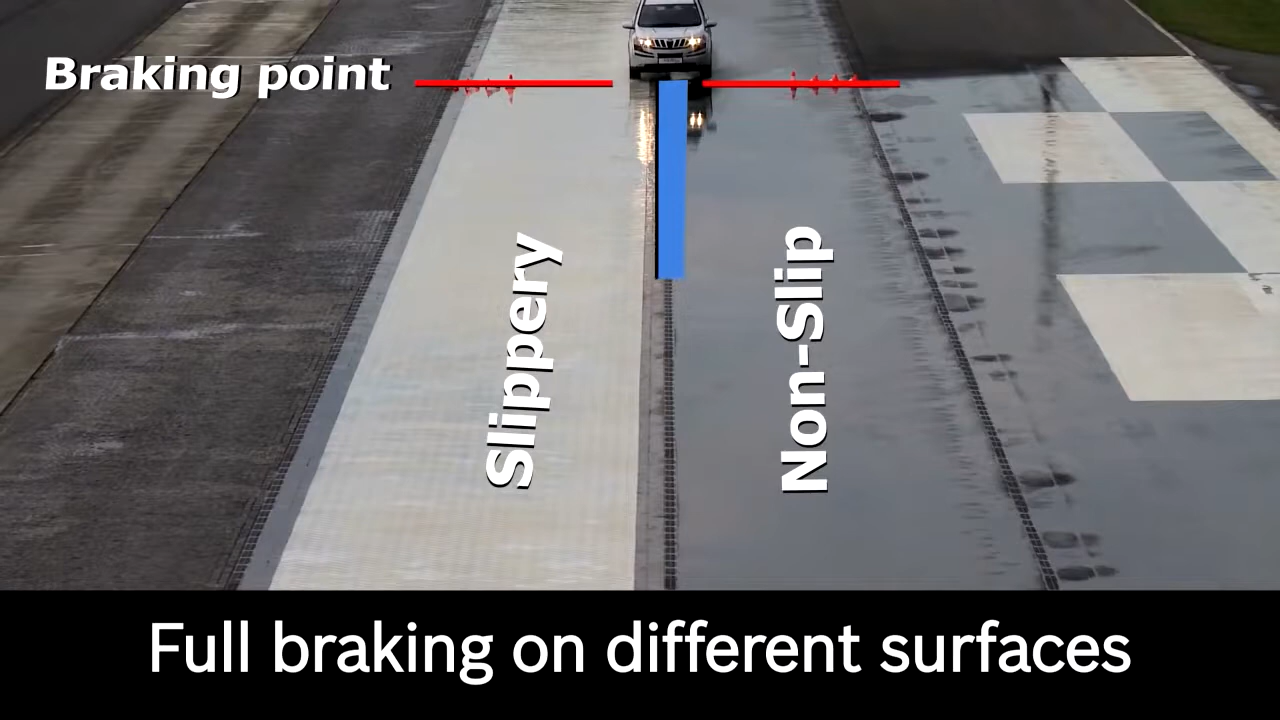 Braking point
Slippery
Non-Slip
Full braking on different surfaces